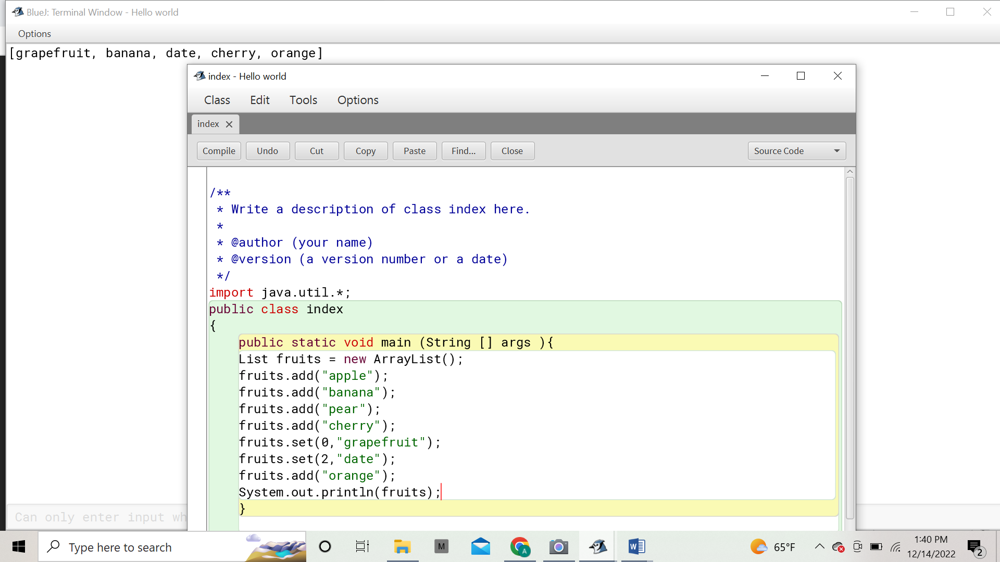 BlueJ: Terminal Window - Hello world
Options
[grapefruit, banana, date, cherry, orange]
index - Hello world
Class Edit Tools Options
index
Compile Undo Cut Copy Paste Find... Close Source Code
/**
* Write a description of class index here.
*
* @author (your name)
* @version (a version number or a date)
*/
import java.util.*;
public class index
{
public static void main (String [] args ){
List fruits = new ArrayList();
fruits.add("apple");
fruits.add("banana");
fruits.add("pear");
fruits.add("cherry");
fruits.set(0,"grapefruit");
fruits.set(2,"date");
fruits.add("orange");
System.out.println(fruits);
}
Can only enter input wh
Type here to search
M
A
W
65°F
1:40 PM
12/14/2022
2